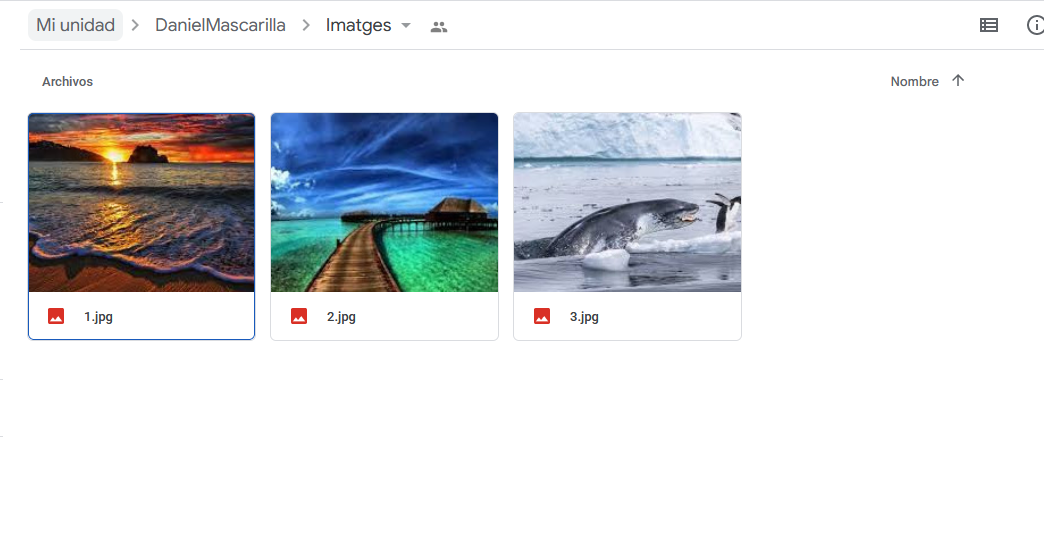 Mi unidad > DanielMascarilla > Imatges
Archivos
Nombre
1.jpg
2.jpg
3.jpg